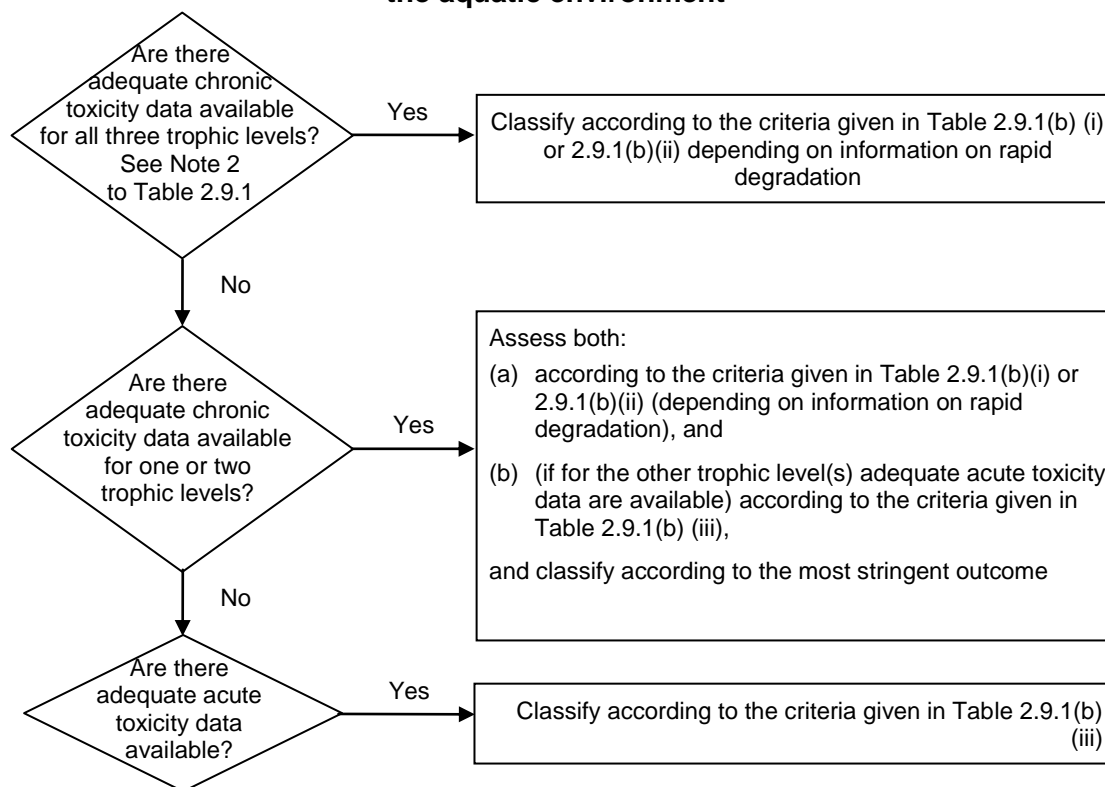 the aquatic environment
Are there
adequate chronic
toxicity data available
for all three trophic levels?
See Note 2
to Table 2.9.1
Yes
Classify according to the criteria given in Table 2.9.1(b) (i)
or 2.9.1(b)(ii) depending on information on rapid
degradation
No
Are there
adequate chronic
toxicity data available
for one or two
trophic levels?
Yes
Assess both:
(a) according to the criteria given in Table 2.9.1(b)(i) or
2.9.1(b)(ii) (depending on information on rapid
degradation), and
(b) (if for the other trophic level(s) adequate acute toxicity
data are available) according to the criteria given in
Table 2.9.1(b) (iii),
and classify according to the most stringent outcome
No
Are there
adequate acute
toxicity data
available?
Yes
Classify according to the criteria given in Table 2.9.1(b)
(iii)